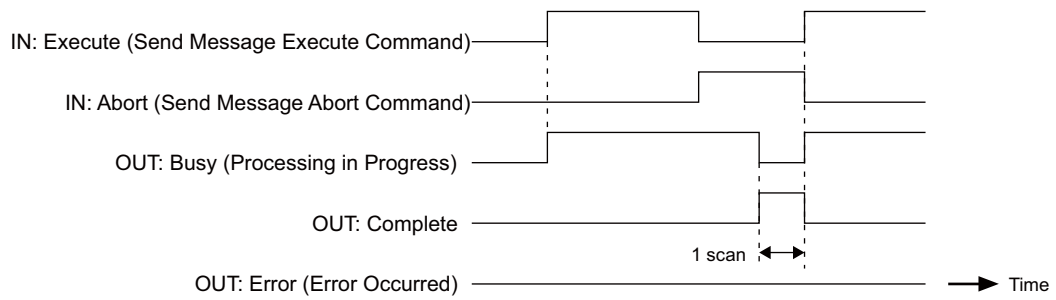 IN: Execute (Send Message Execute Command)
IN: Abort (Send Message Abort Command)
OUT: Busy (Processing in Progress)
OUT: Complete
1 scan
OUT: Error (Error Occurred)
Time